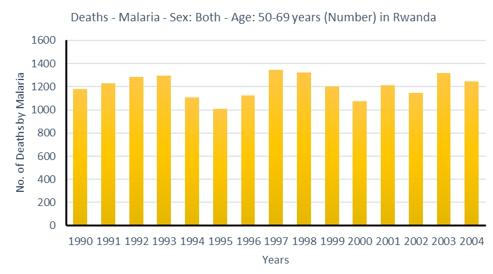 Deaths - Malaria - Sex: Both - Age: 50-69 years (Number) in Rwanda
No. of Deaths by Malaria
1600
1400
1200
1000
800
600
400
200
0
1990 1991 1992 1993 1994 1995 1996 1997 1998 1999 2000 2001 2002 2003 2004
Years